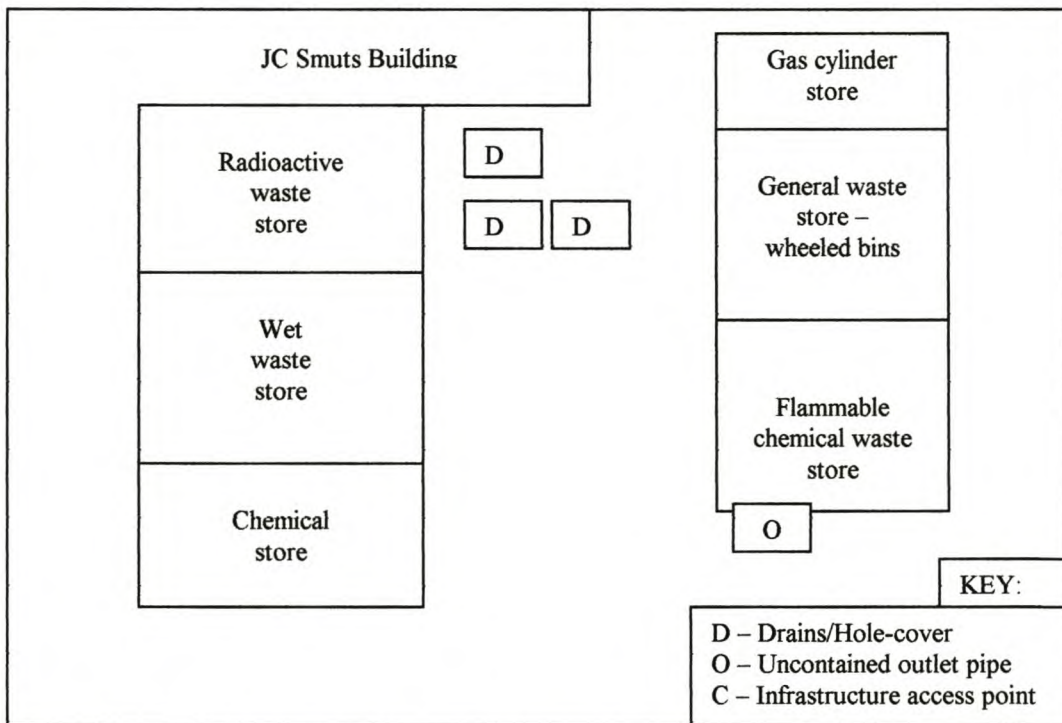 JC Smuts Building
Gas cylinder
store
Radioactive
waste
store
D
D
D
General waste
store –
wheeled bins
Wet
waste
store
Flammable
chemical waste
store
Chemical
store
O
KEY:
D – Drains/Hole-cover
O – Uncontained outlet pipe
C – Infrastructure access point